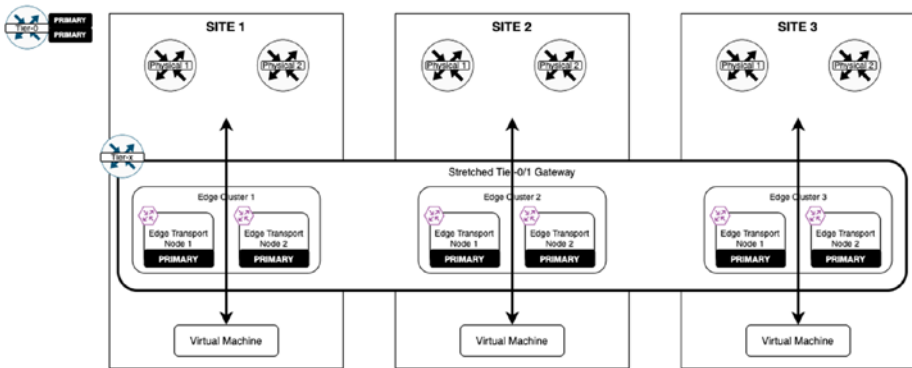 Tier-0
PRIMARY
PRIMARY
SITE 1
SITE 2
SITE 3
Physical 1
Physical 2
Physical 1
Physical 2
Physical 1
Physical 2
Tier-x
Stretched Tier-0/1 Gateway
Edge Cluster 1
Edge Cluster 2
Edge Cluster 3
Edge Transport
Node 1
PRIMARY
Edge Transport
Node 2
PRIMARY
Edge Transport
Node 1
PRIMARY
Edge Transport
Node 2
PRIMARY
Edge Transport
Node 1
PRIMARY
Edge Transport
Node 2
PRIMARY
Virtual Machine
Virtual Machine
Virtual Machine